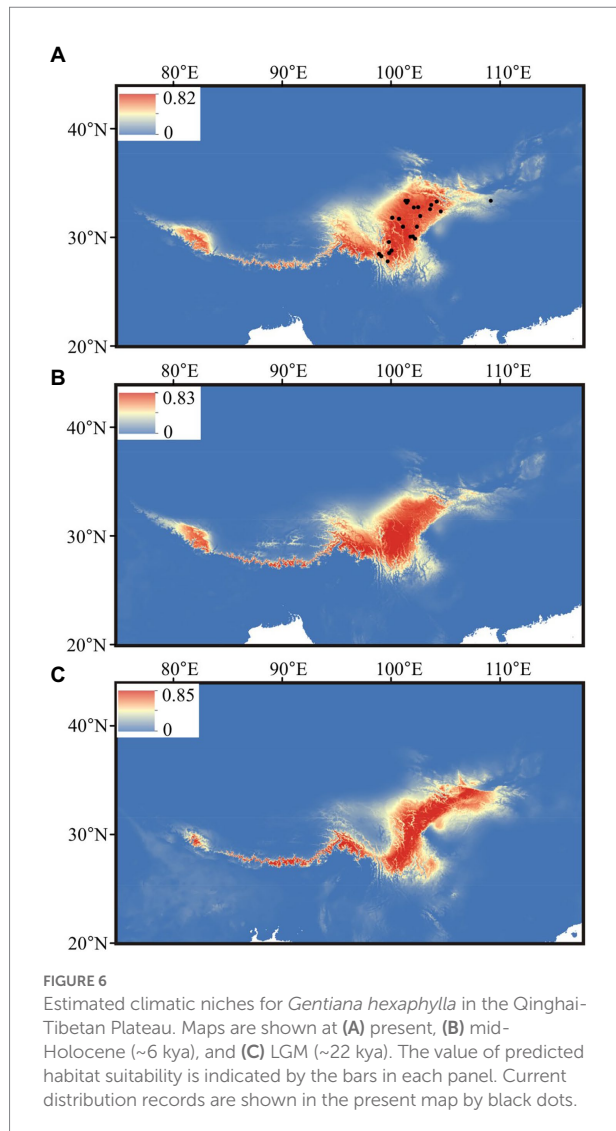 A
80°E 90°E 100°E 110°E
0.82
0
40°N
30°N
20°N
B
80°E 90°E 100°E 110°E
0.83
0
40°N
30°N
20°N
C
80°E 90°E 100°E 110°E
0.85
0
40°N
30°N
20°N
FIGURE 6
Estimated climatic niches for Gentiana hexaphylla in the Qinghai-
Tibetan Plateau. Maps are shown at (A) present, (B) mid-
Holocene (~6 kya), and (C) LGM (~22 kya). The value of predicted
habitat suitability is indicated by the bars in each panel. Current
distribution records are shown in the present map by black dots.